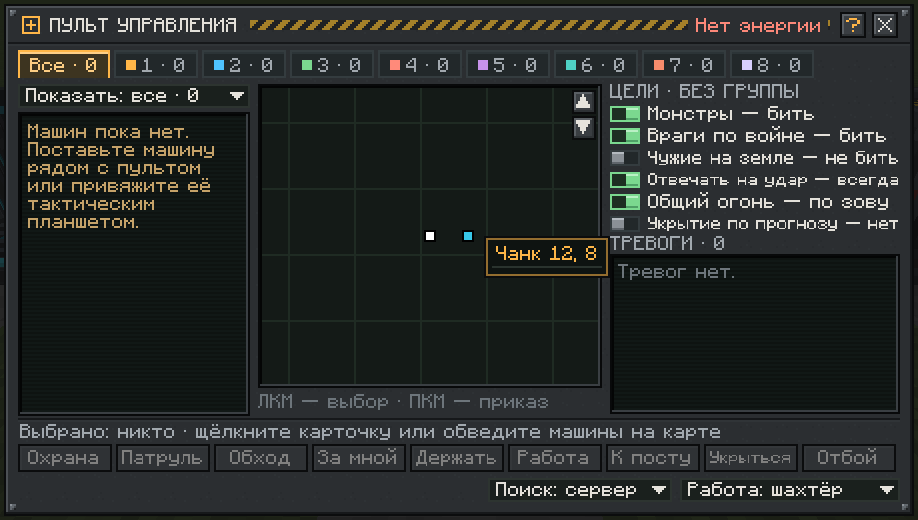 ПУЛЬТ УПРАВЛЕНИЯ
Нет энергии
?
X
Все · 0
1 · 0
2 · 0
3 · 0
4 · 0
5 · 0
6 · 0
7 · 0
8 · 0
Показать: все · 0
Машин пока нет.
Поставьте машину
рядом с пультом
или привяжите её
тактическим
планшетом.
Чанк 12, 8
ЛКМ — выбор · ПКМ — приказ
ЦЕЛИ · БЕЗ ГРУППЫ
Монстры — бить
Враги по войне — бить
Чужие на земле — не бить
Отвечать на удар — всегда
Общий огонь — по зову
Укрытие по прогнозу — нет
ТРЕВОГИ · 0
Тревог нет.
Выбрано: никто · щёлкните карточку или обведите машины на карте
Охрана
Патруль
Обход
За мной
Держать
Работа
К посту
Укрыться
Отбой
Поиск: сервер
Работа: шахтёр